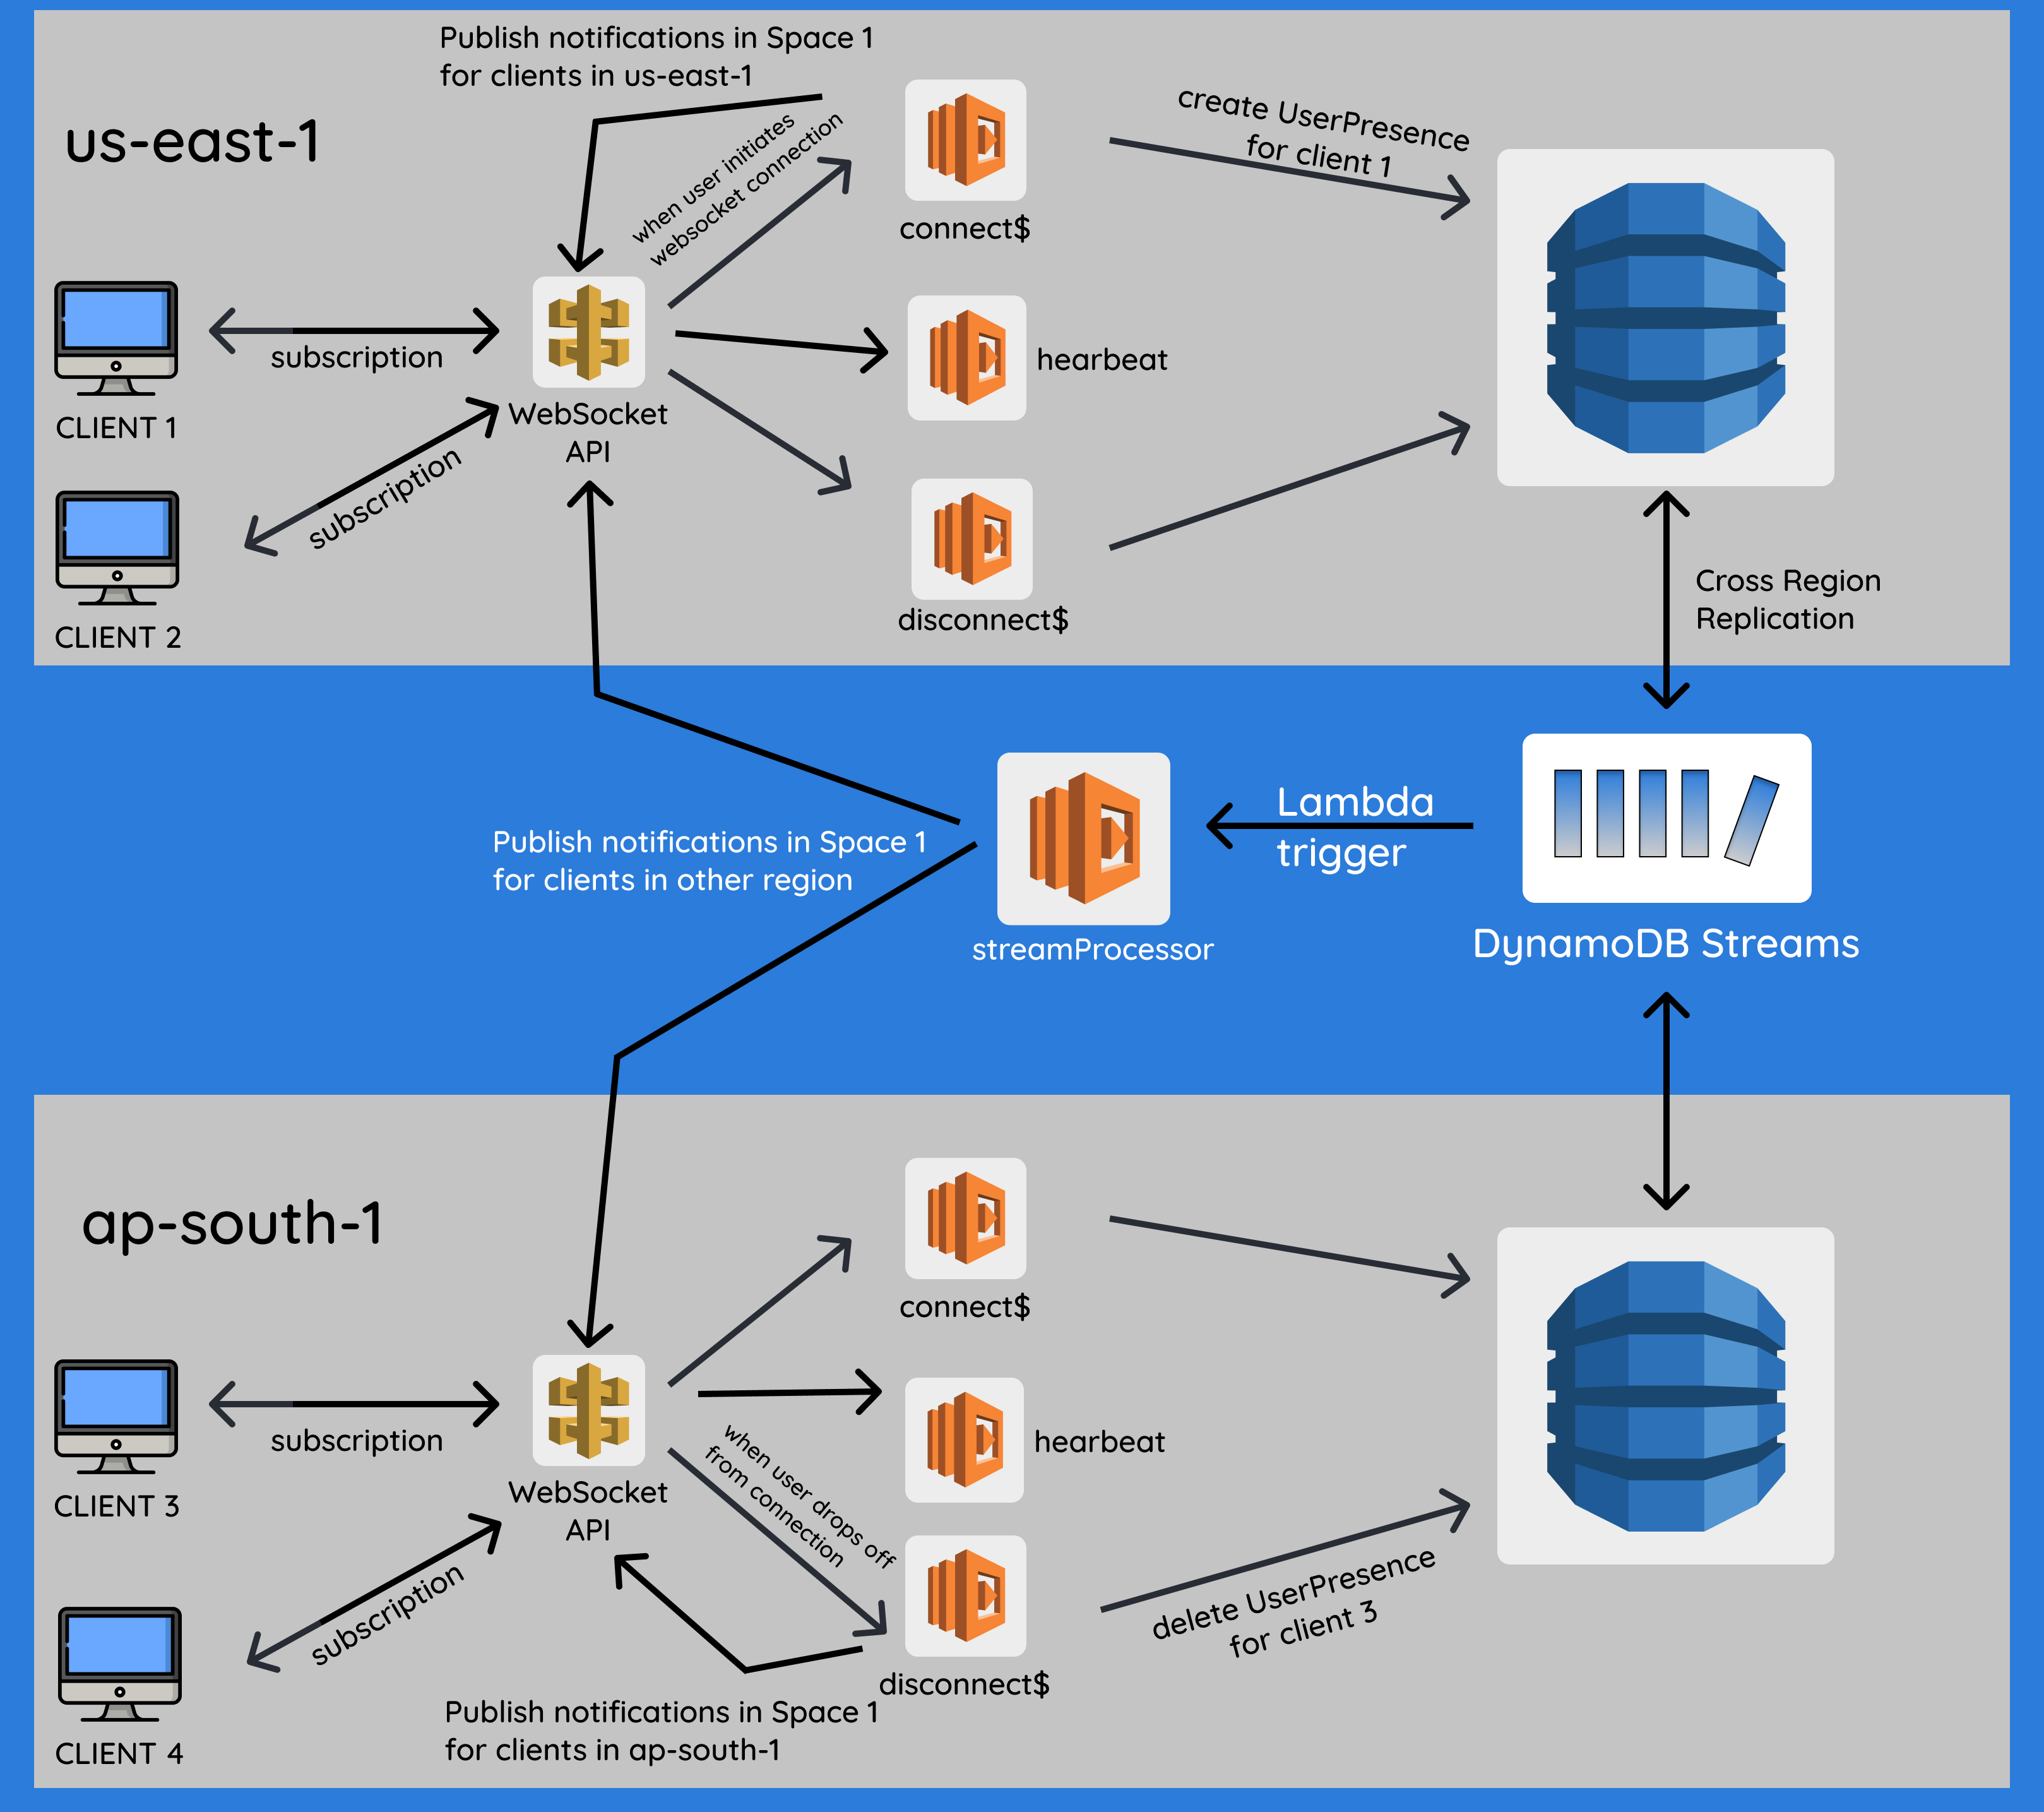 Publish notifications in Space 1
for clients in us-east-1
us-east-1
when user initiates
websocket connection
create UserPresence
for client 1
connect$
subscription
hearbeat
CLIENT 1
WebSocket
API
subscription
disconnect$
CLIENT 2
Cross Region
Replication
Lambda
trigger
Publish notifications in Space 1
for clients in other region
streamProcessor
DynamoDB Streams
ap-south-1
connect$
subscription
hearbeat
CLIENT 3
WebSocket
API
when user drops off
from connection
subscription
delete UserPresence
for client 3
disconnect$
Publish notifications in Space 1
for clients in ap-south-1
CLIENT 4